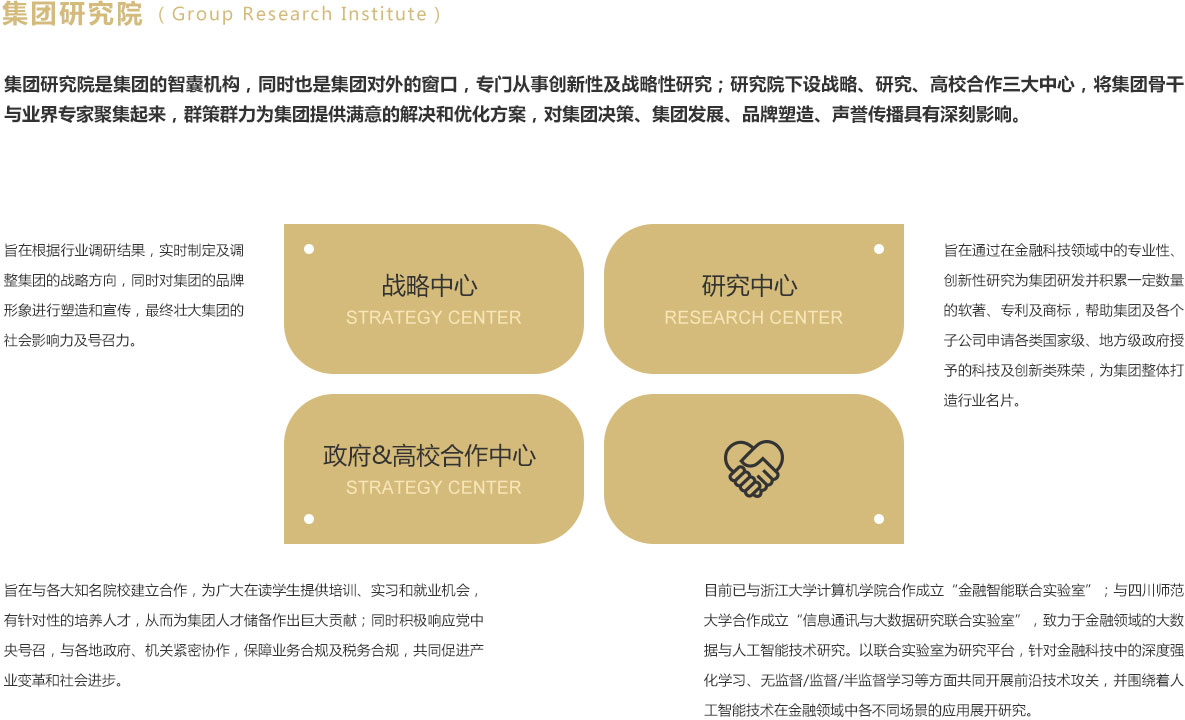 集团研究院 （Group Research Institute）
集团研究院是集团的智囊机构，同时也是集团对外的窗口，专门从事创新性及战略性研究；研究院下设战略、研究、高校合作三大中心，将集团骨干
与业界专家聚集起来，群策群力为集团提供满意的解决和优化方案，对集团决策、集团发展、品牌塑造、声誉传播具有深刻影响。
旨在根据行业调研结果，实时制定及调
整集团的战略方向，同时对集团的品牌
形象进行塑造和宣传，最终壮大集团的
社会影响力及号召力。
战略中心
STRATEGY CENTER
研究中心
RESEARCH CENTER
旨在通过在金融科技领域中的专业性、
创新性研究为集团研发并积累一定数量
的软著、专利及商标，帮助集团及各个
子公司申请各类国家级、地方级政府授
予的科技及创新类殊荣，为集团整体打
造行业名片。
政府&高校合作中心
STRATEGY CENTER
旨在与各大知名院校建立合作，为广大在读学生提供培训、实习和就业机会，
有针对性的培养人才，从而为集团人才储备作出巨大贡献；同时积极响应党中
央号召，与各地政府、机关紧密协作，保障业务合规及税务合规，共同促进产
业变革和社会进步。
目前已与浙江大学计算机学院合作成立“金融智能联合实验室”；与四川师范
大学合作成立“信息通讯与大数据研究联合实验室”，致力于金融领域的大数
据与人工智能技术研究。以联合实验室为研究平台，针对金融科技中的深度强
化学习、无监督/监督/半监督学习等方面共同开展前沿技术攻关，并围绕着人
工智能技术在金融领域中各不同场景的应用展开研究。